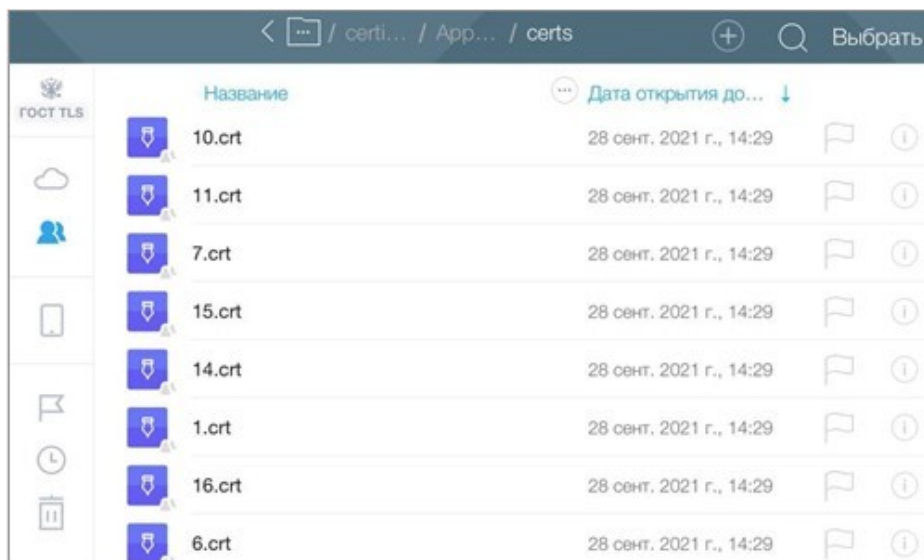 / certi... / App... / certs Выбрать
ГОСТ TLS
Название Дата открытия до... ↓
10.crt 28 сент. 2021 г., 14:29
11.crt 28 сент. 2021 г., 14:29
7.crt 28 сент. 2021 г., 14:29
15.crt 28 сент. 2021 г., 14:29
14.crt 28 сент. 2021 г., 14:29
1.crt 28 сент. 2021 г., 14:29
16.crt 28 сент. 2021 г., 14:29
6.crt 28 сент. 2021 г., 14:29